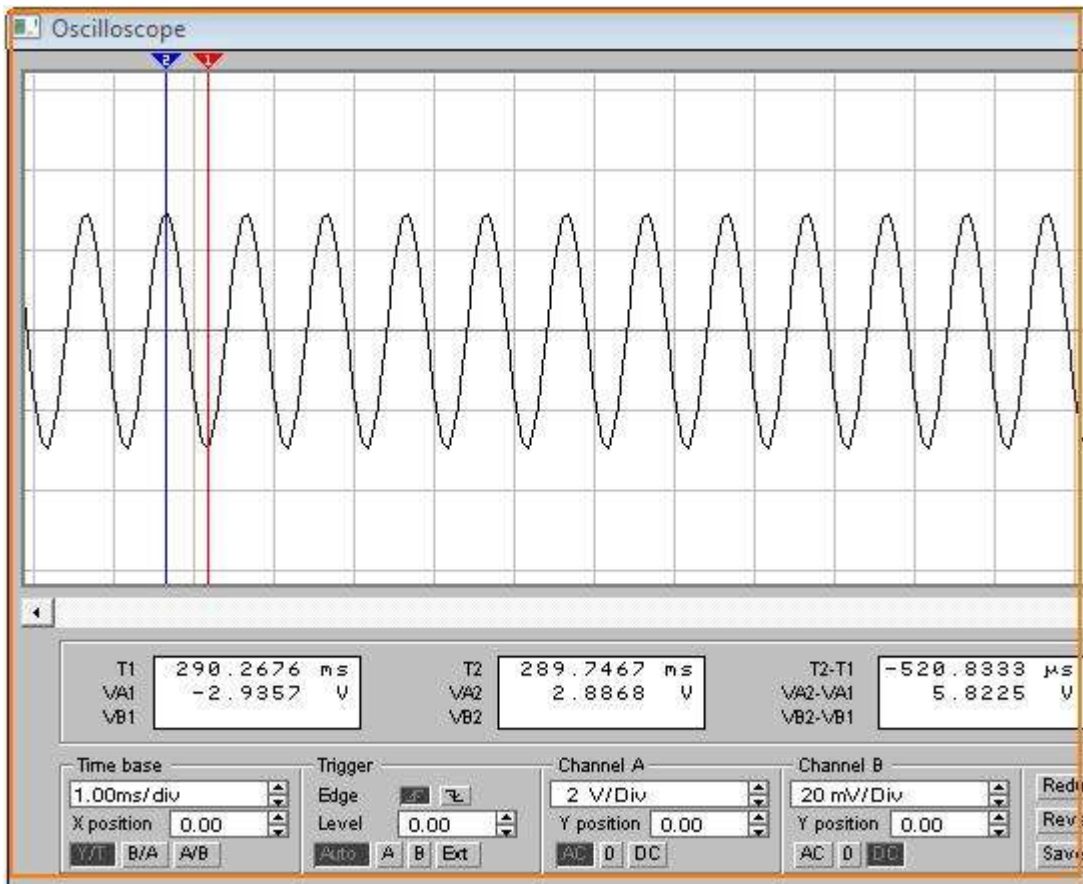 Oscilloscope
2 1
T1 290.2676 ms T2 289.7467 ms T2-T1 -520.8333 µs
VA1 -2.9357 V VA2 2.8868 V VA2-VA1 5.8225 V
VB1 VB2 VB2-VB1
Time base Trigger Channel A Channel B
1.00ms/div Edge 2 V/Div 20 mV/Div
X position 0.00 Level 0.00 Y position 0.00 Y position 0.00
Y/T B/A A/B Auto A B Ext AC 0 DC AC 0 DC